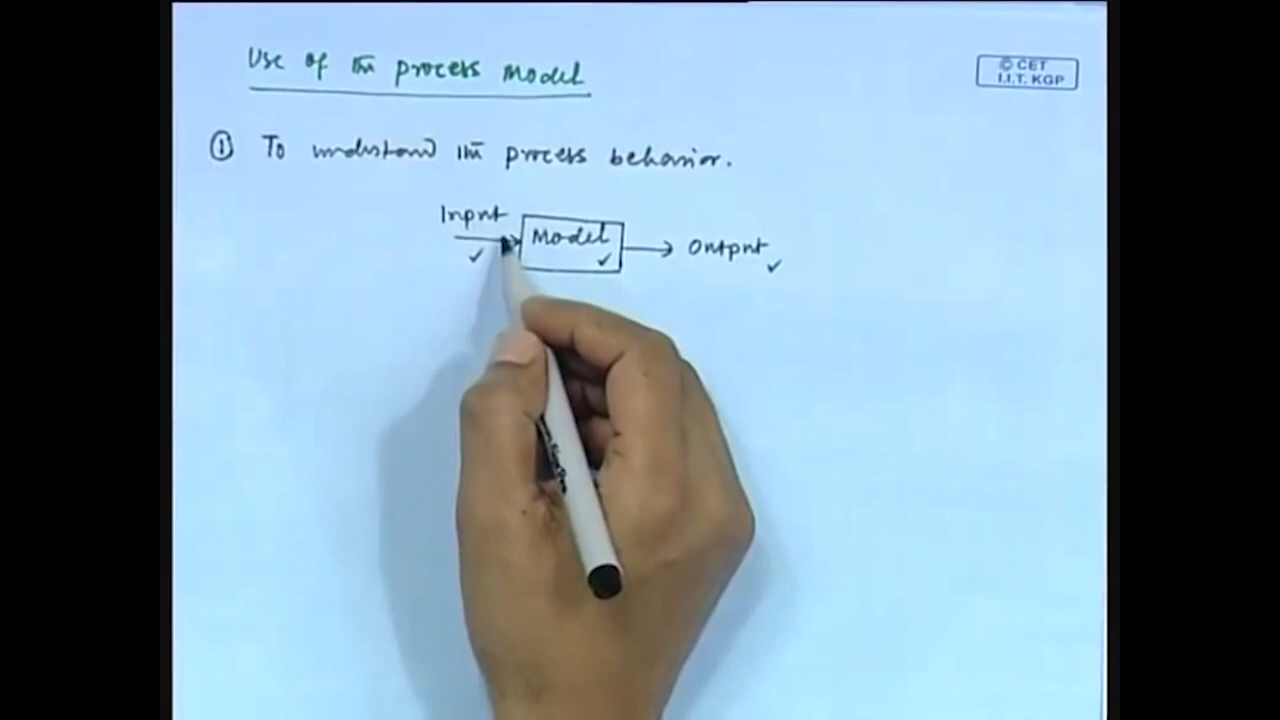 Use of the process Model
© CET
I.I.T. KGP
① To understand the process behavior.
Input
Model
Output